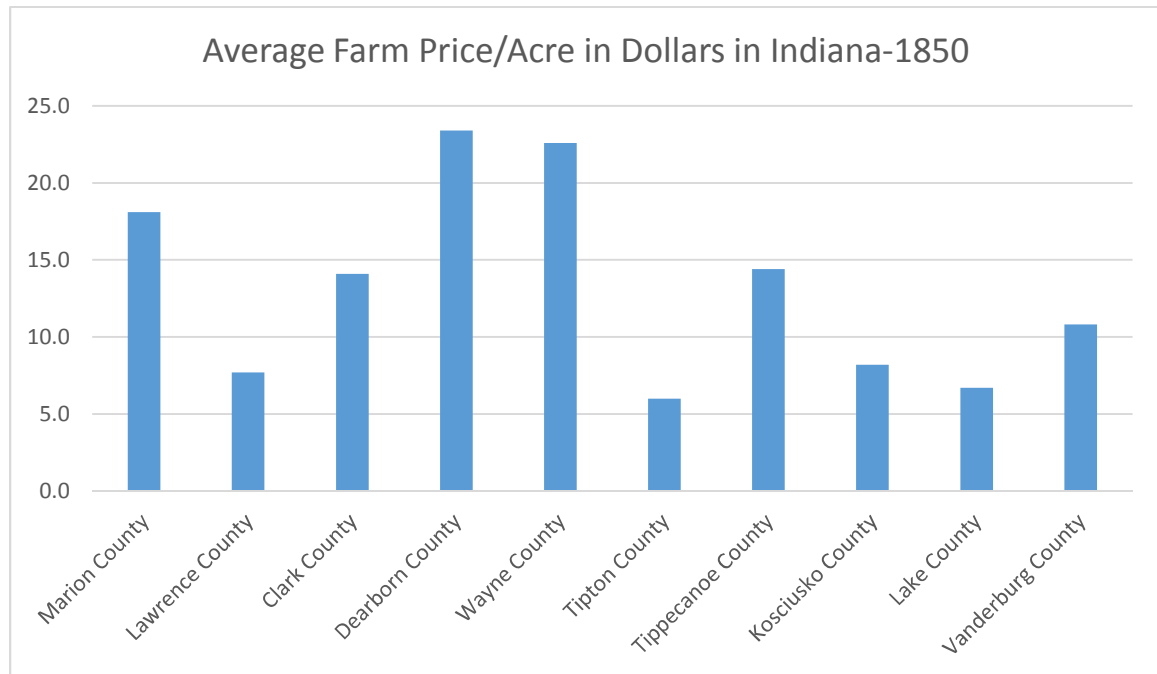 Average Farm Price/Acre in Dollars in Indiana-1850
25.0
20.0
15.0
10.0
5.0
0.0
Marion County
Lawrence County
Clark County
Dearborn County
Wayne County
Tipton County
Tippecanoe County
Kosciusko County
Lake County
Vanderburg County